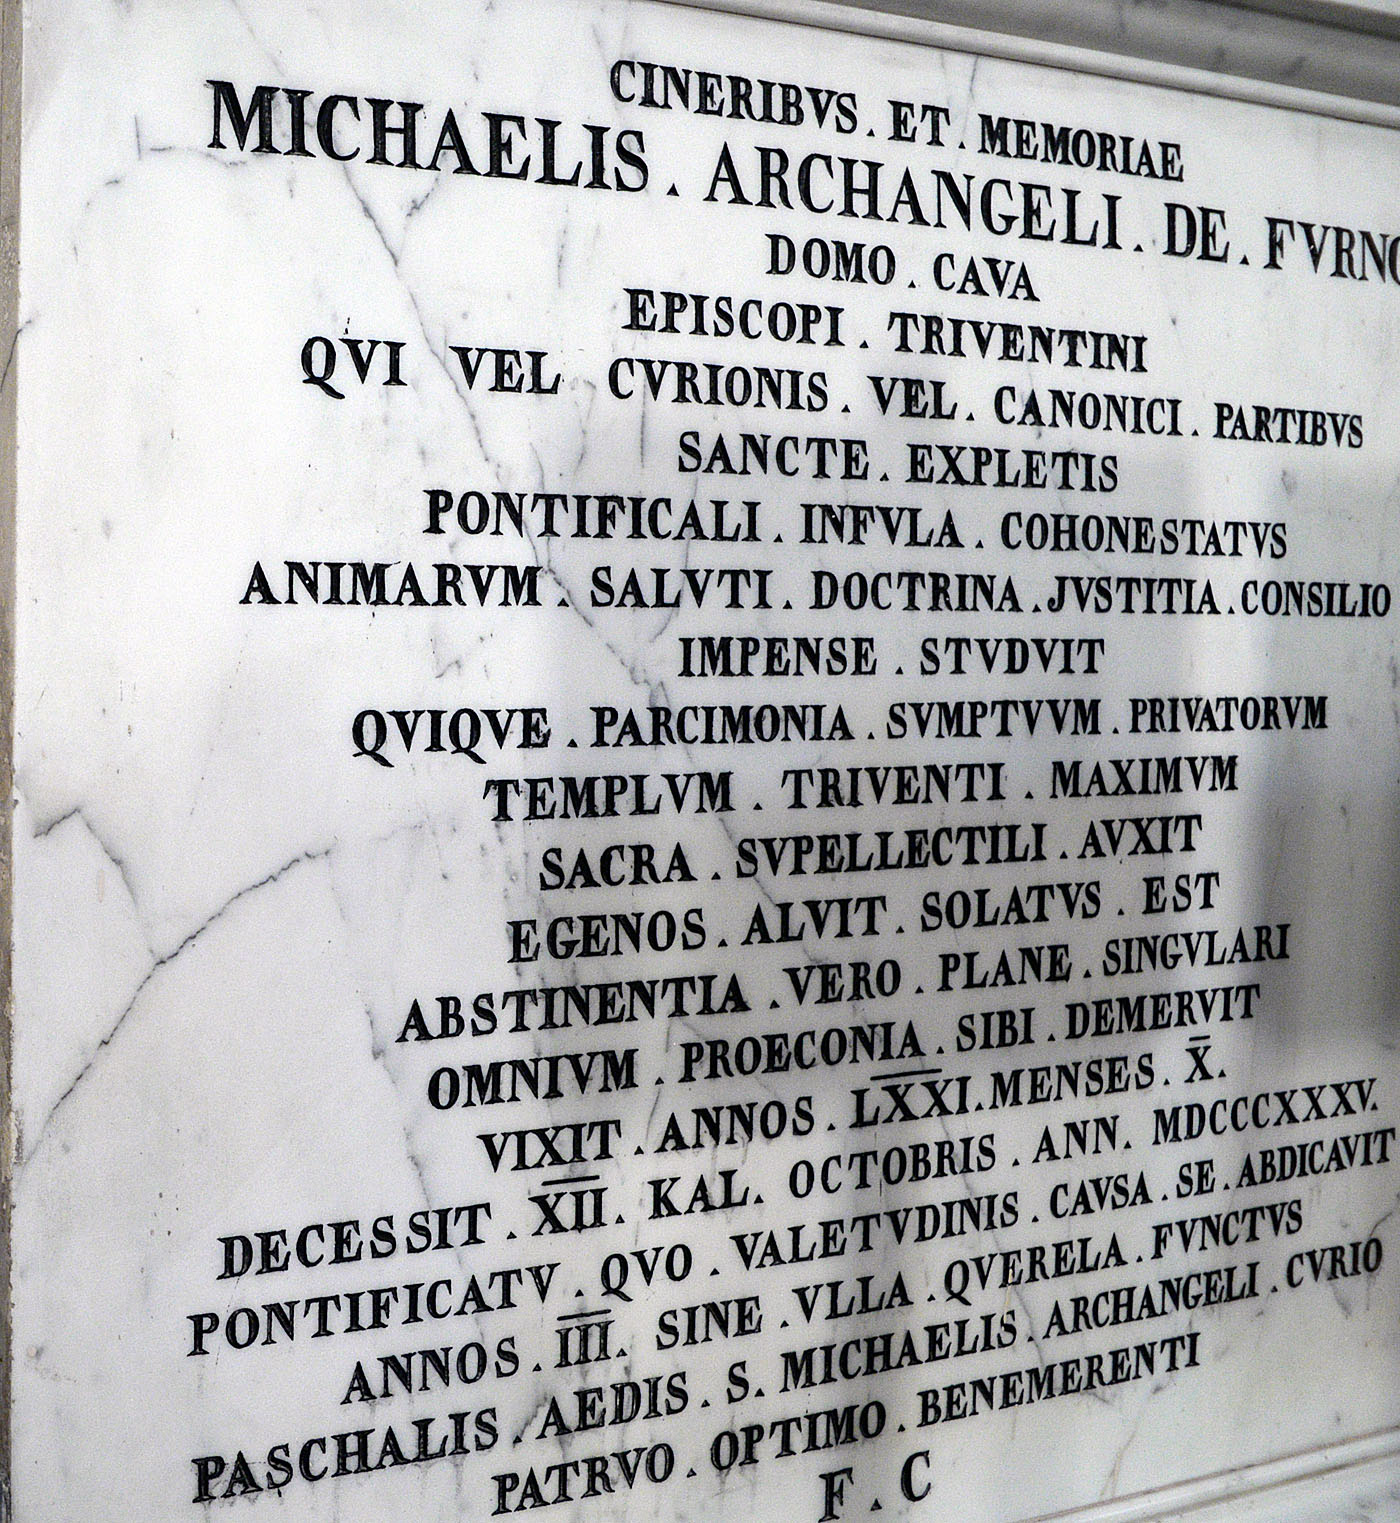 CINERIBVS . ET . MEMORIAE
MICHAELIS . ARCHANGELI . DE . FVRNO
DOMO . CAVA
EPISCOPI . TRIVENTINI
QVI VEL CVRIONIS . VEL . CANONICI . PARTIBVS
SANCTE . EXPLETIS
PONTIFICALI . INFVLA . COHONESTATVS
ANIMARVM . SALVTI . DOCTRINA . JVSTITIA . CONSILIO
IMPENSE . STVDVIT
QVIQVE . PARCIMONIA . SVMPTVVM . PRIVATORVM
TEMPLVM . TRIVENTI . MAXIMVM
SACRA . SVPELLECTILI . AVXIT
EGENOS . ALVIT . SOLATVS . EST
ABSTINENTIA . VERO . PLANE . SINGVLARI
OMNIVM . PROECONIA . SIBI . DEMERVIT
VIXIT . ANNOS . LX̅X̅I . MENSES . X̅.
DECESSIT . X̅I̅I̅. KAL. OCTOBRIS . ANN. MDCCCXXXV.
PONTIFICATV . QVO . VALETVDINIS . CAVSA . SE . ABDICAVIT
ANNOS . I̅I̅I̅. SINE . VLLA . QVERELA . FVNCTVS
PASCHALIS . AEDIS . S. MICHAELIS . ARCHANGELI . CVRIO
PATRVO . OPTIMO . BENEMERENTI
F . C